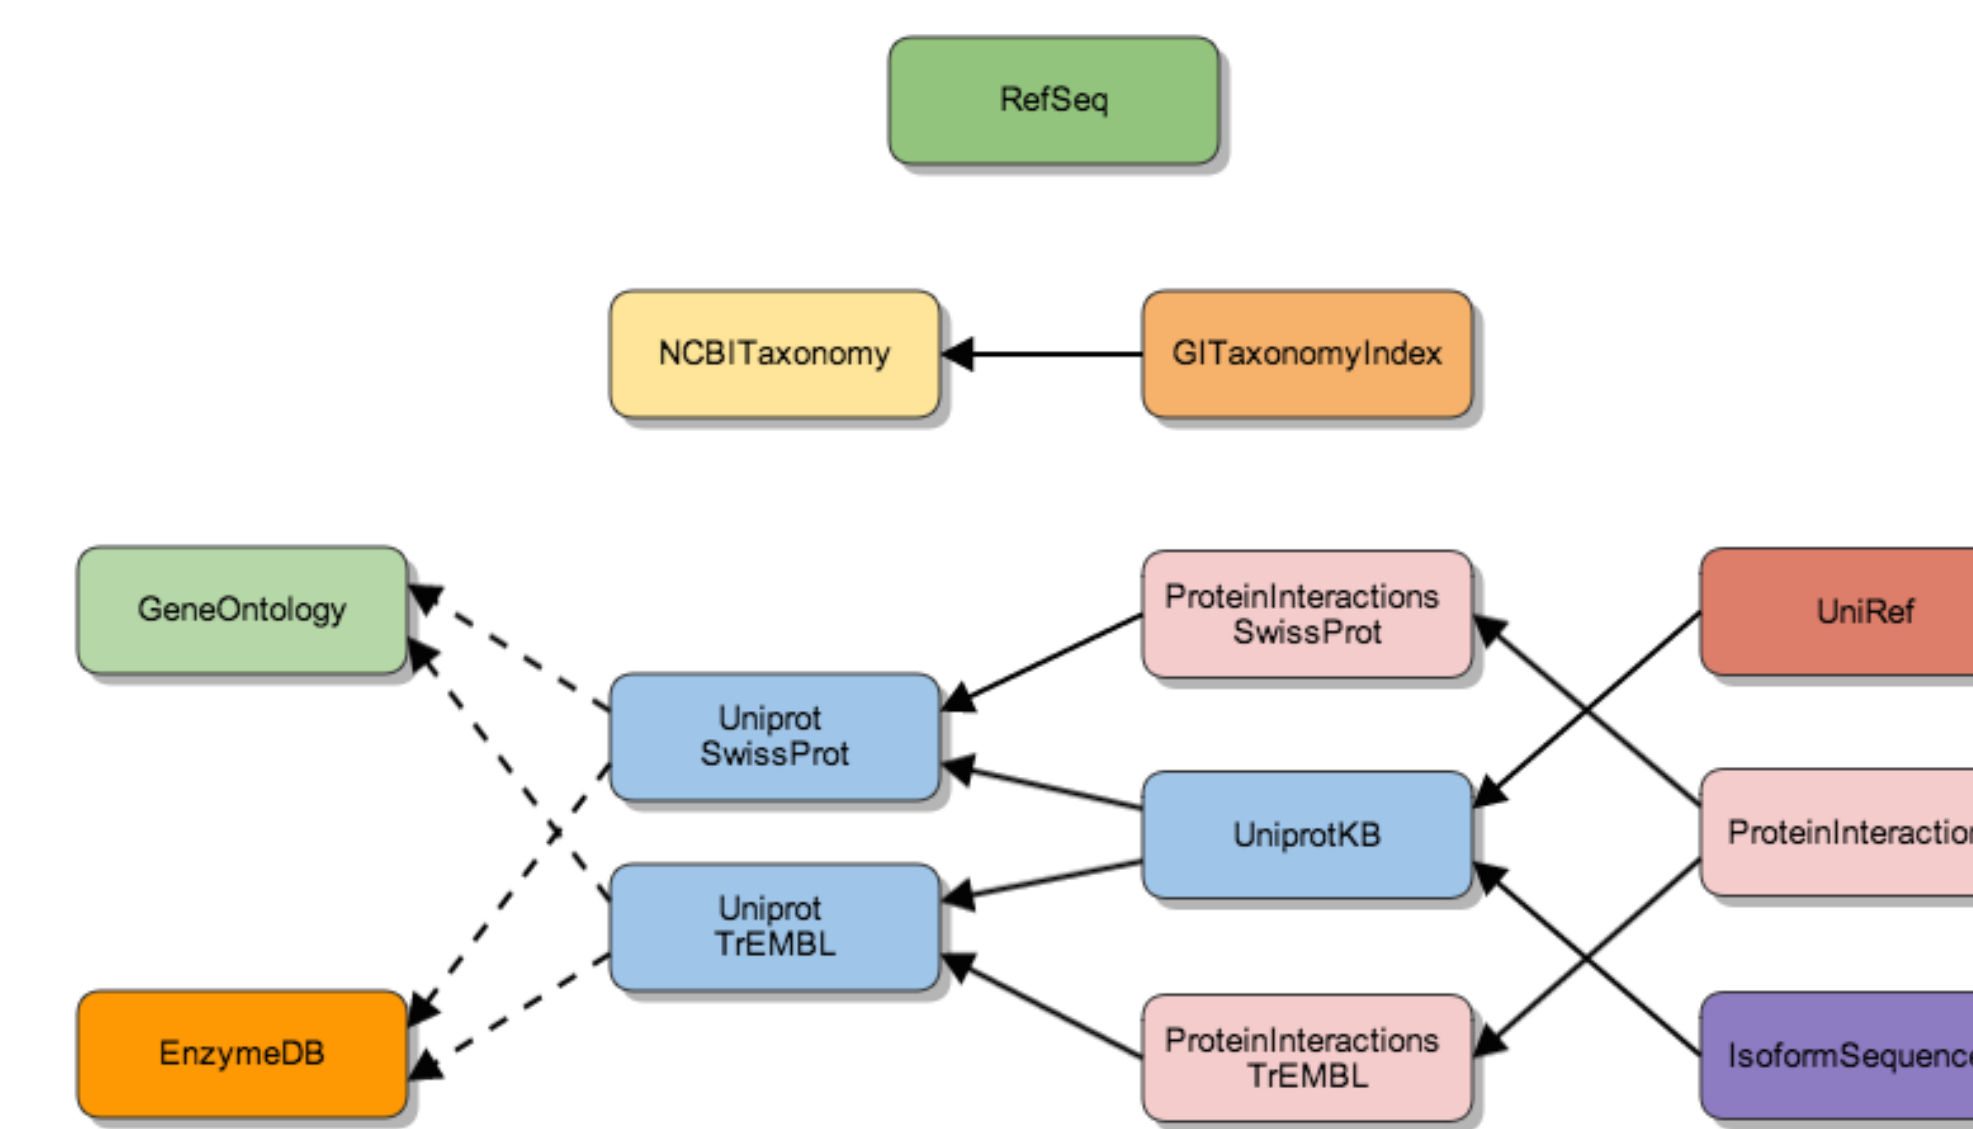 RefSeq
NCBITaxonomy
GITaxonomyIndex
GeneOntology
ProteinInteractions
SwissProt
UniRef
Uniprot
SwissProt
UniprotKB
Uniprot
TrEMBL
EnzymeDB
ProteinInteractions
TrEMBL